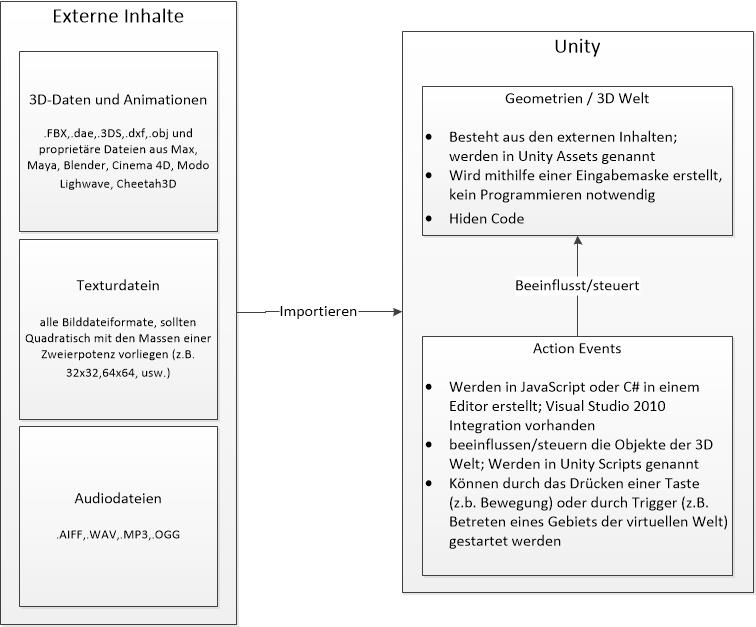 Externe Inhalte
3D-Daten und Animationen
.FBX,.dae,.3DS,.dxf,.obj und
proprietäre Dateien aus Max,
Maya, Blender, Cinema 4D, Modo
Lighwave, Cheetah3D
Texturdatein
alle Bilddateiformate, sollten
Quadratisch mit den Massen einer
Zweierpotenz vorliegen (z.B.
32x32,64x64, usw.)
Audiodateien
.AIFF,.WAV,.MP3,.OGG
Importieren
Unity
Geometrien / 3D Welt
• Besteht aus den externen Inhalten;
werden in Unity Assets genannt
• Wird mithilfe einer Eingabemaske erstellt,
kein Programmieren notwendig
• Hiden Code
Beeinflusst/steuert
Action Events
• Werden in JavaScript oder C# in einem
Editor erstellt; Visual Studio 2010
Integration vorhanden
• beeinflussen/steuern die Objekte der 3D
Welt; Werden in Unity Scripts genannt
• Können durch das Drücken einer Taste
(z.b. Bewegung) oder durch Trigger (z.B.
Betreten eines Gebiets der virtuellen Welt)
gestartet werden